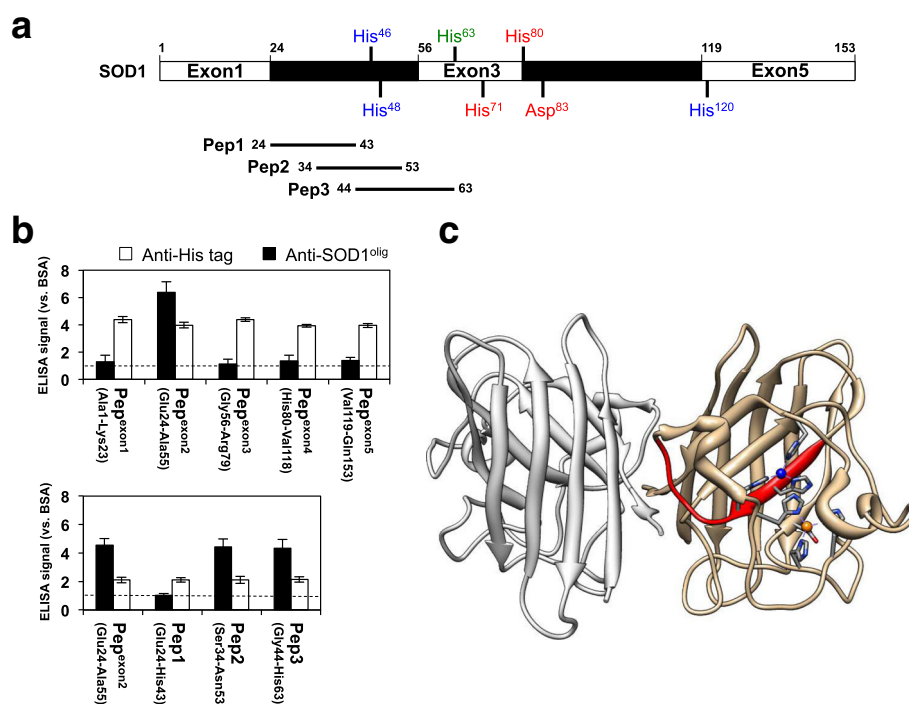 a
His46 His63 His80
1 24 56 119 153
SOD1 Exon1 Exon3 Exon5
His48 His71 Asp83 His120
Pep1 24 43
Pep2 34 53
Pep3 44 63
b
c
Anti-His tag Anti-SOD1olig
ELISA signal (vs. BSA)
8
6
4
2
0
Pepexon1
(Ala1-Lys23)
Pepexon2
(Glu24-Ala55)
Pepexon3
(Gly56-Arg79)
Pepexon4
(His80-Val118)
Pepexon5
(Val119-Gln153)
ELISA signal (vs. BSA)
8
6
4
2
0
Pepexon2
(Glu24-Ala55)
Pep1
(Glu24-His43)
Pep2
(Ser34-Asn53
Pep3
(Gly44-His63)